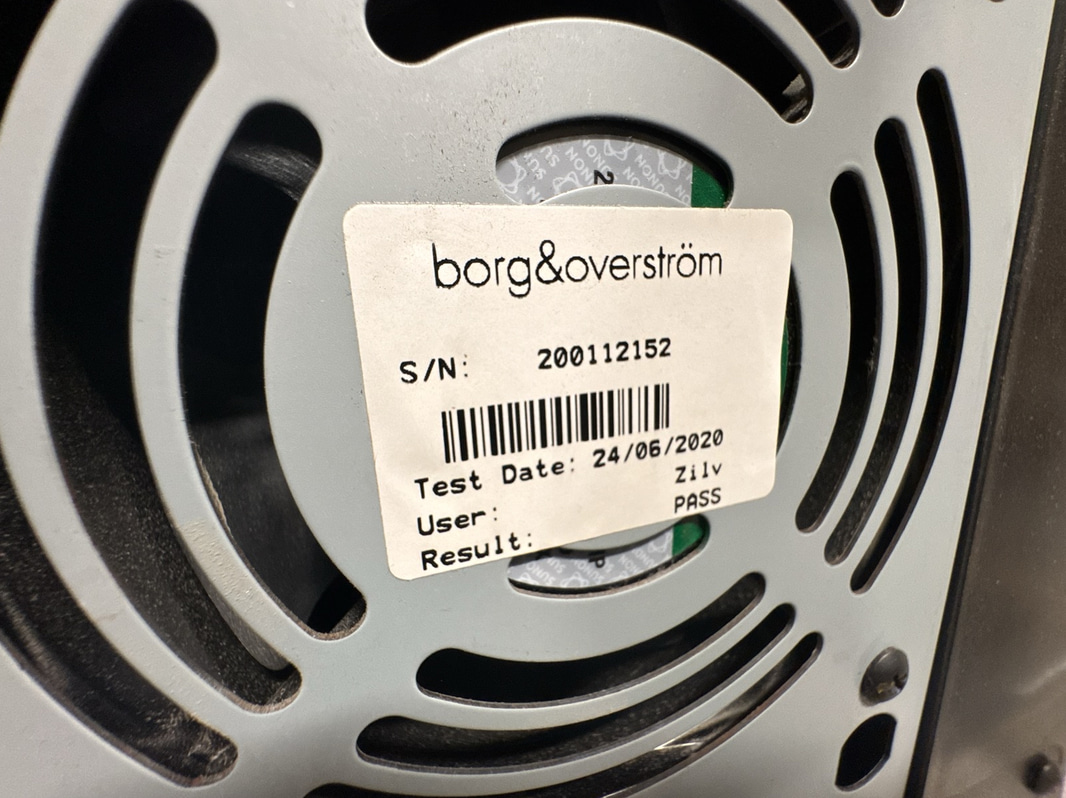 borg&overström
S/N: 200112152
Test Date: 24/06/2020
User: Zilv
Result: PASS